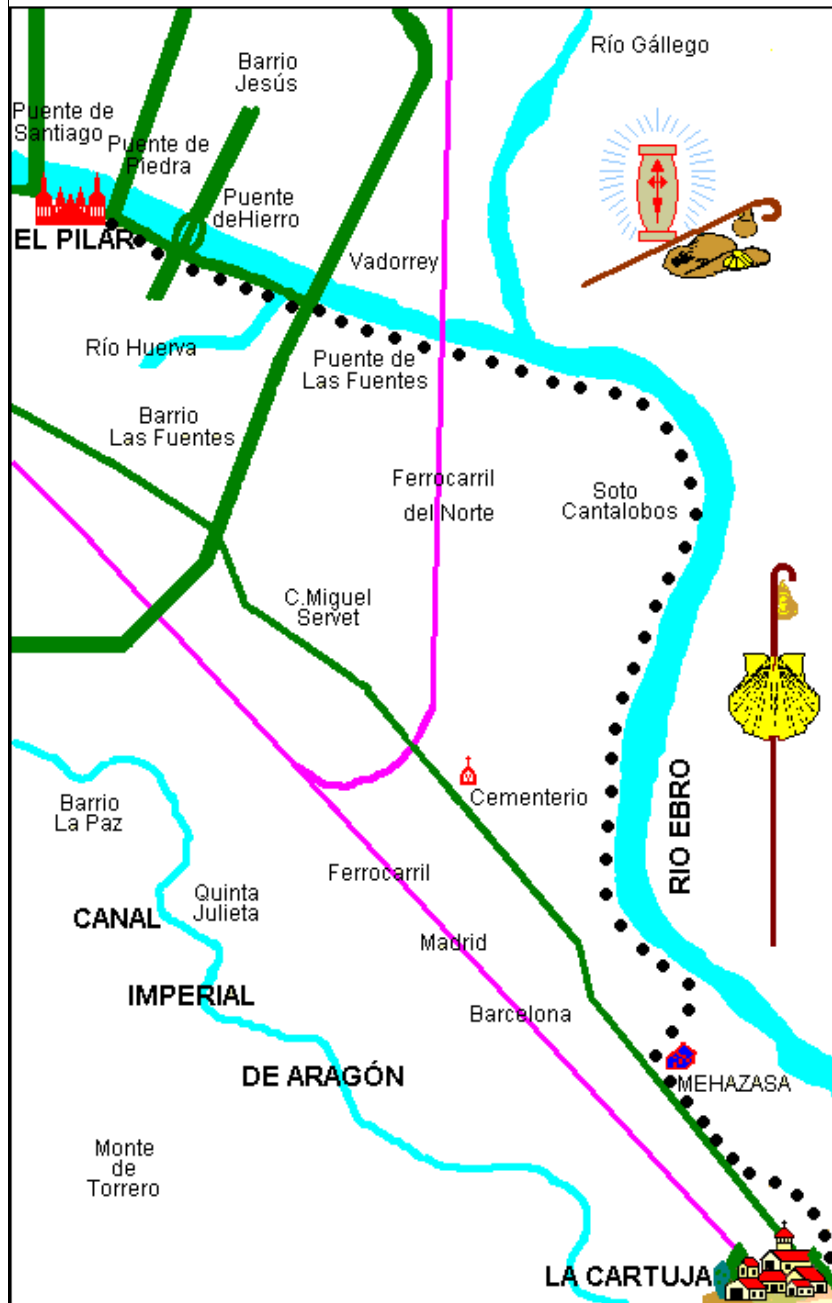 Río Gállego
Barrio
Jesús
Puente de
Santiago
Puente de
Piedra
Puente
deHierro
EL PILAR
Vadorrey
Río Huerva
Puente de
Las Fuentes
Barrio
Las Fuentes
Ferrocarril
del Norte
Soto
Cantalobos
C.Miguel
Servet
Cementerio
RIO EBRO
Barrio
La Paz
Ferrocarril
Quinta
Julieta
CANAL
Madrid
IMPERIAL
Barcelona
DE ARAGÓN
MEHAZASA
Monte
de
Torrero
LA CARTUJA